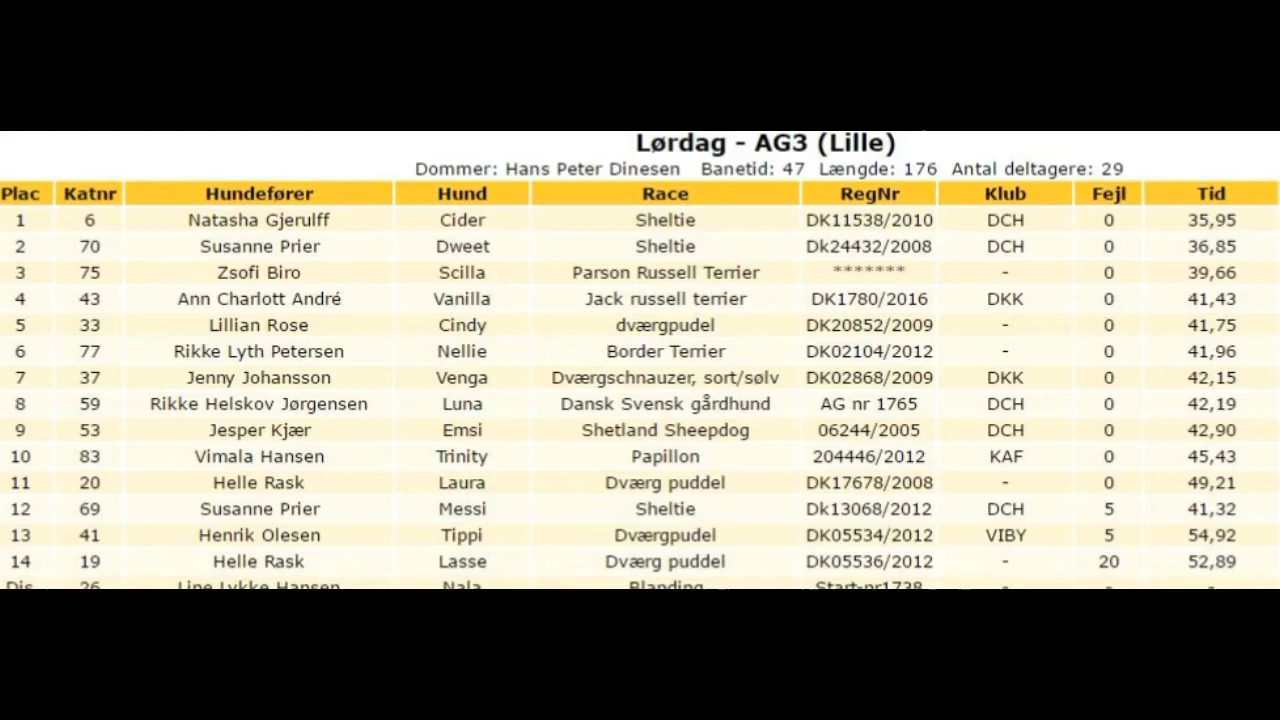 Lørdag - AG3 (Lille)
Dommer: Hans Peter Dinesen Banetid: 47 Længde: 176 Antal deltagere: 29
Plac Katnr Hundefører Hund Race RegNr Klub Fejl Tid
1 6 Natasha Gjerulff Cider Sheltie DK11538/2010 DCH 0 35,95
2 70 Susanne Prier Dweet Sheltie Dk24432/2008 DCH 0 36,85
3 75 Zsofi Biro Scilla Parson Russell Terrier ******* - 0 39,66
4 43 Ann Charlott André Vanilla Jack russell terrier DK1780/2016 DKK 0 41,43
5 33 Lillian Rose Cindy dværgpudel DK20852/2009 - 0 41,75
6 77 Rikke Lyth Petersen Nellie Border Terrier DK02104/2012 - 0 41,96
7 37 Jenny Johansson Venga Dværgschnauzer, sort/sølv DK02868/2009 DKK 0 42,15
8 59 Rikke Helskov Jørgensen Luna Dansk Svensk gårdhund AG nr 1765 DCH 0 42,19
9 53 Jesper Kjær Emsi Shetland Sheepdog 06244/2005 DCH 0 42,90
10 83 Vimala Hansen Trinity Papillon 204446/2012 KAF 0 45,43
11 20 Helle Rask Laura Dværg puddel DK17678/2008 - 0 49,21
12 69 Susanne Prier Messi Sheltie Dk13068/2012 DCH 5 41,32
13 41 Henrik Olesen Tippi Dværgpudel DK05534/2012 VIBY 5 54,92
14 19 Helle Rask Lasse Dværg puddel DK05536/2012 - 20 52,89
Dis 26 Line Lykke Hansen Nala Blanding Start-nr1738 - - -